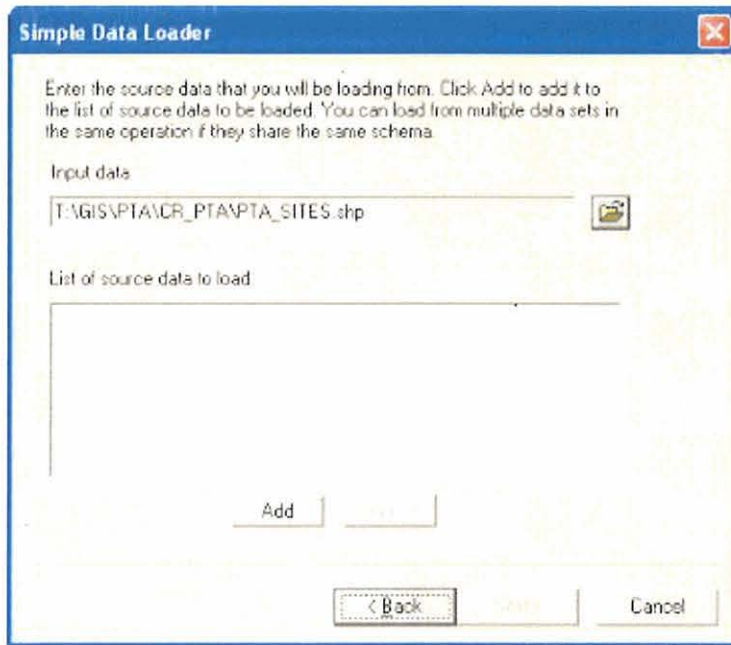 Simple Data Loader
Enter the source data that you will be loading from. Click Add to add it to
the list of source data to be loaded. You can load from multiple data sets in
the same operation if they share the same schema.
Input data
T:\GIS\PTA\CR_PTA\PTA_SITES.shp
List of source data to load
Add
< Back
Cancel